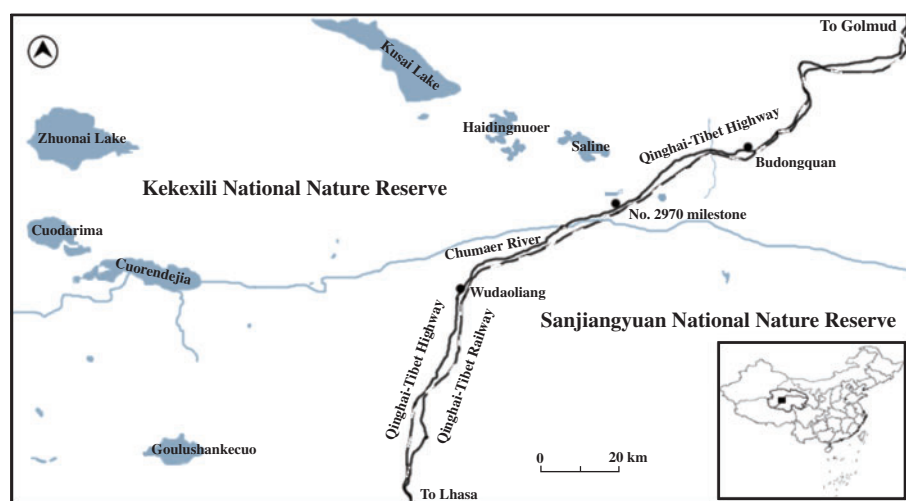 To Golmud
Kusai Lake
Haidingnuoer
Zhuonai Lake
Saline
Qinghai-Tibet Highway
Budongquan
Kekexili National Nature Reserve
No. 2970 milestone
Cuodarima
Chumaer River
Cuorendejia
Wudaoliang
Sanjiangyuan National Nature Reserve
Qinghai-Tibet Highway
Qinghai-Tibet Railway
Goulushankecuo
0 20 km
To Lhasa